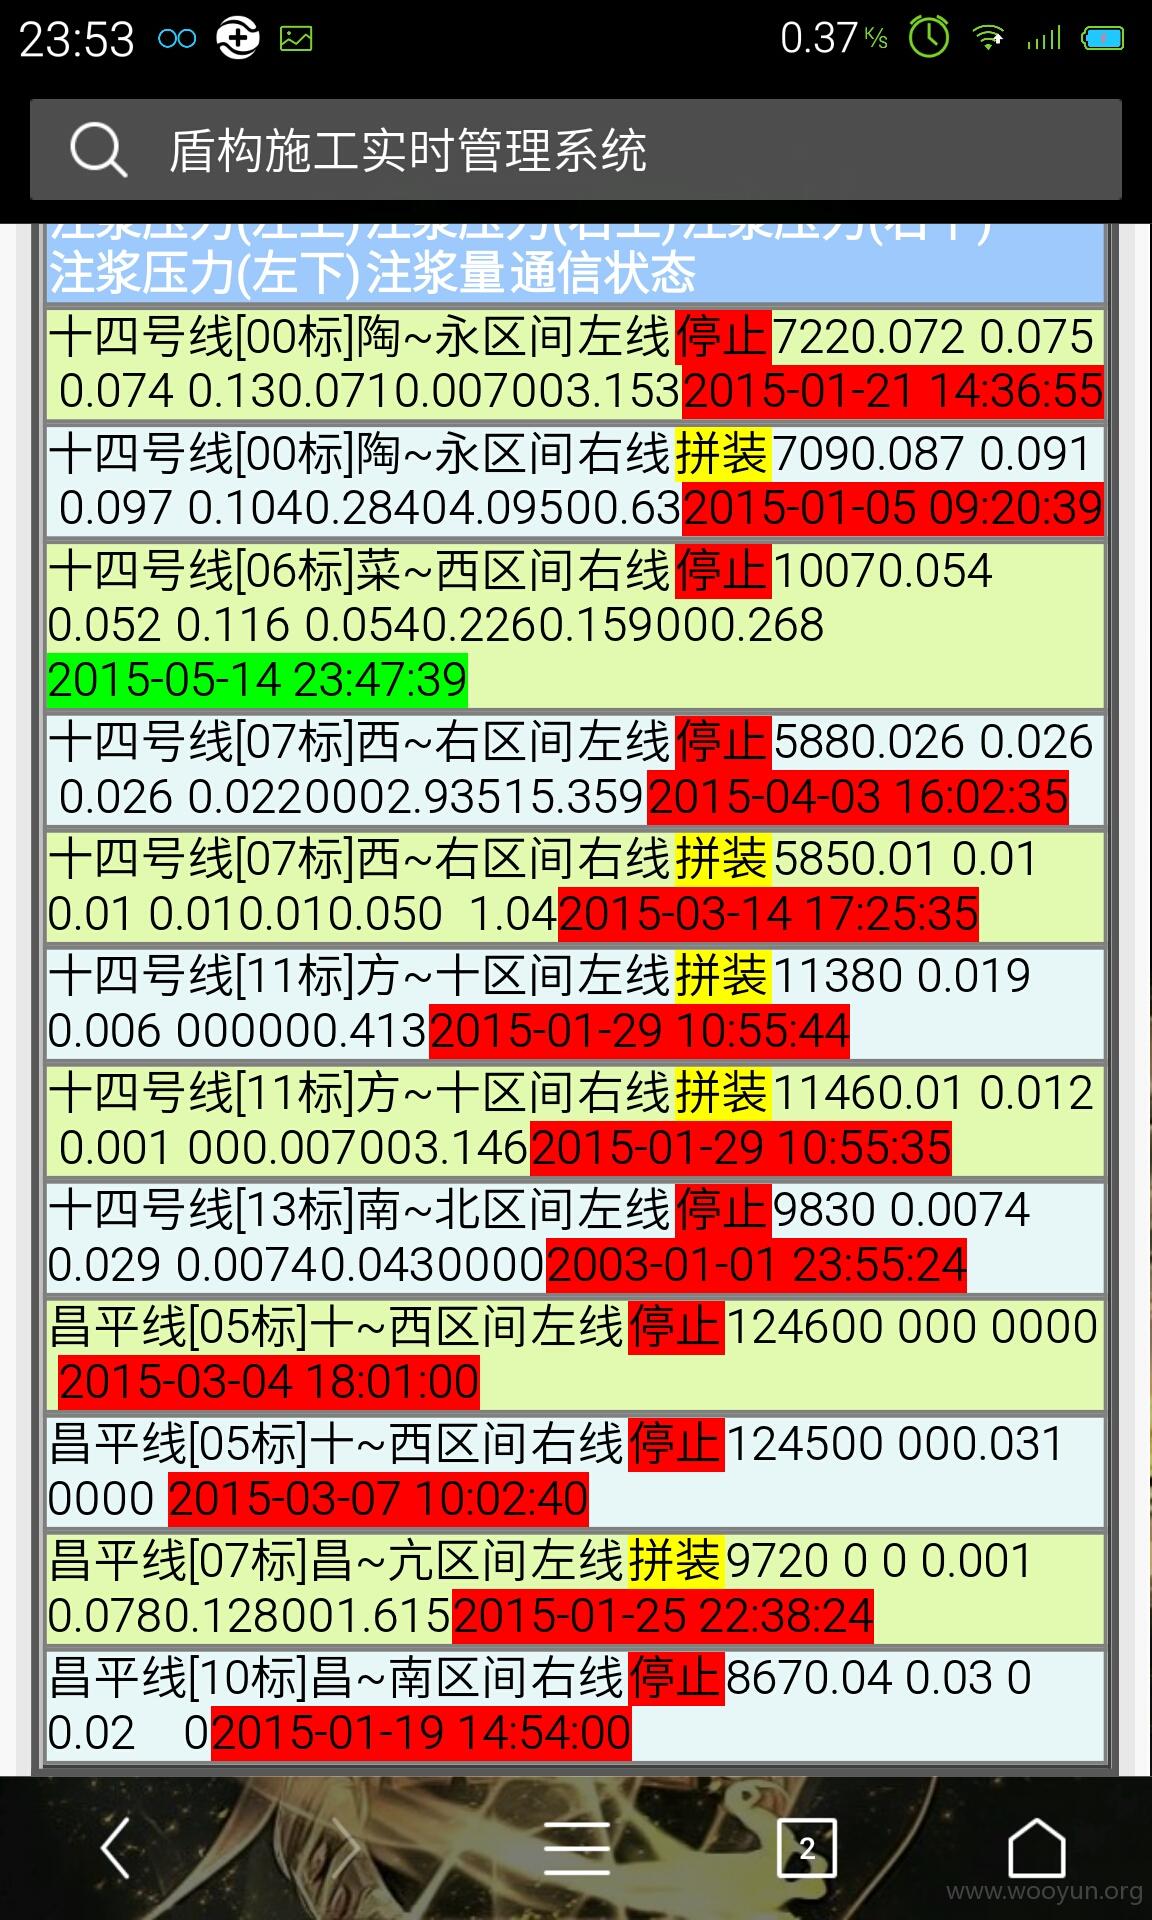 23:53
0.37 K/s
盾构施工实时管理系统
注浆压力(左上)注浆压力(右上)注浆压力(右下)
注浆压力(左下)注浆量通信状态
十四号线[00标]陶~永区间左线停止7220.072 0.075
0.074 0.130.0710.007003.1532015-01-21 14:36:55
十四号线[00标]陶~永区间右线拼装7090.087 0.091
0.097 0.1040.28404.09500.632015-01-05 09:20:39
十四号线[06标]菜~西区间右线停止10070.054
0.052 0.116 0.0540.2260.159000.268
2015-05-14 23:47:39
十四号线[07标]西~右区间左线停止5880.026 0.026
0.026 0.0220002.93515.3592015-04-03 16:02:35
十四号线[07标]西~右区间右线拼装5850.01 0.01
0.01 0.010.010.050 1.042015-03-14 17:25:35
十四号线[11标]方~十区间左线拼装11380 0.019
0.006 000000.4132015-01-29 10:55:44
十四号线[11标]方~十区间右线拼装11460.01 0.012
0.001 000.007003.1462015-01-29 10:55:35
十四号线[13标]南~北区间左线停止9830 0.0074
0.029 0.00740.04300002003-01-01 23:55:24
昌平线[05标]十~西区间左线停止124600 000 0000
2015-03-04 18:01:00
昌平线[05标]十~西区间右线停止124500 000.031
0000 2015-03-07 10:02:40
昌平线[07标]昌~亢区间左线拼装9720 0 0 0.001
0.0780.128001.6152015-01-25 22:38:24
昌平线[10标]昌~南区间右线停止8670.04 0.03 0
0.02 02015-01-19 14:54:00
2
www.wooyun.org